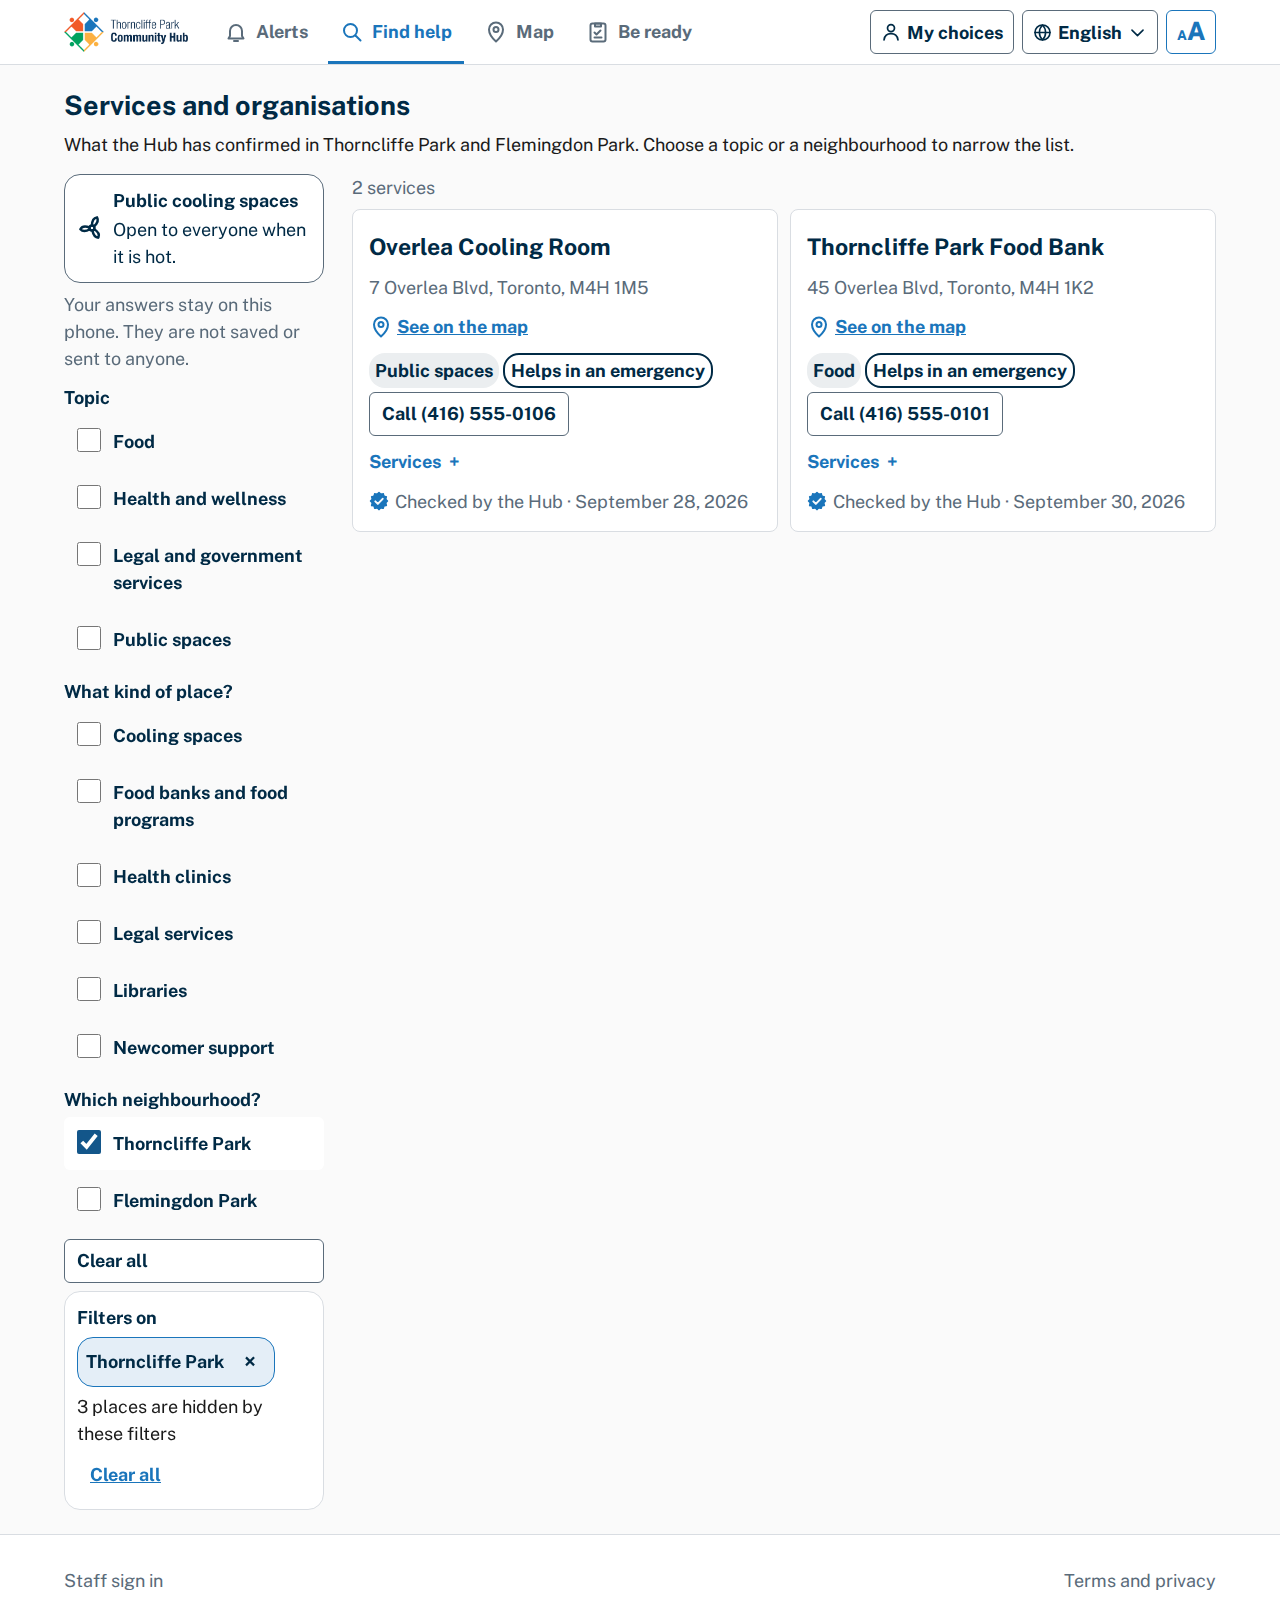 Thorncliffe Park
Community Hub
Alerts
Find help
Map
Be ready
My choices
English
AA
Services and organisations
What the Hub has confirmed in Thorncliffe Park and Flemingdon Park. Choose a topic or a neighbourhood to narrow the list.
Public cooling spaces
Open to everyone when
it is hot.
Your answers stay on this
phone. They are not saved or
sent to anyone.
Topic
Food
Health and wellness
Legal and government
services
Public spaces
What kind of place?
Cooling spaces
Food banks and food
programs
Health clinics
Legal services
Libraries
Newcomer support
Which neighbourhood?
Thorncliffe Park
Flemingdon Park
Clear all
Filters on
Thorncliffe Park ×
3 places are hidden by
these filters
Clear all
2 services
Overlea Cooling Room
7 Overlea Blvd, Toronto, M4H 1M5
See on the map
Public spaces
Helps in an emergency
Call (416) 555-0106
Services +
Checked by the Hub · September 28, 2026
Thorncliffe Park Food Bank
45 Overlea Blvd, Toronto, M4H 1K2
See on the map
Food
Helps in an emergency
Call (416) 555-0101
Services +
Checked by the Hub · September 30, 2026
Staff sign in
Terms and privacy